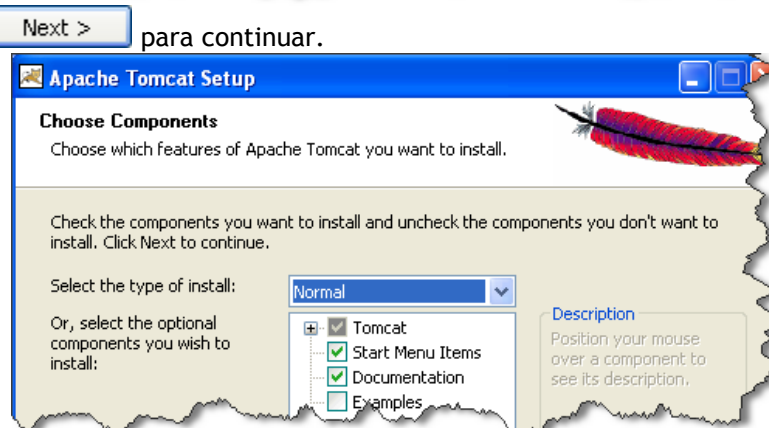 Next > para continuar.
Apache Tomcat Setup
Choose Components
Choose which features of Apache Tomcat you want to install.
Check the components you want to install and uncheck the components you don't want to
install. Click Next to continue.
Select the type of install:
Normal
Or, select the optional
components you wish to
install:
Tomcat
Start Menu Items
Documentation
Examples
Description
Position your mouse
over a component to
see its description.